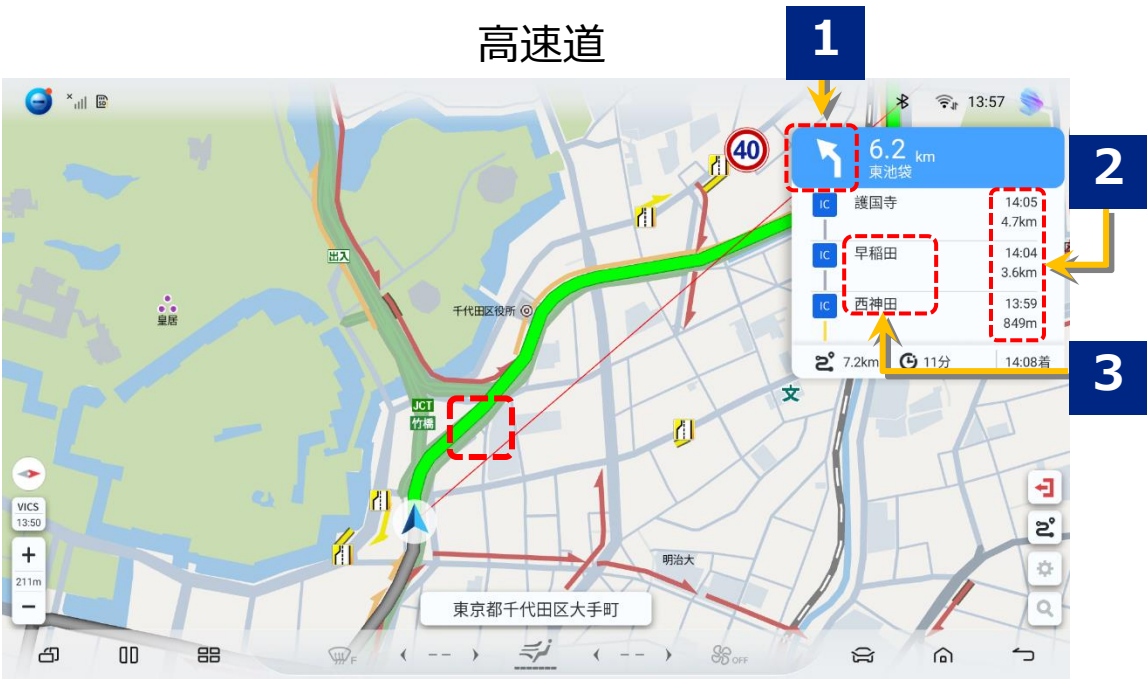 高速道
1
13:57
40
6.2 km
東池袋
2
IC 護国寺 14:05
4.7km
IC 早稲田 14:04
3.6km
IC 西神田 13:59
849m
7.2km 11分 14:08着
3
出入
千代田区役所
皇居
文
JCT
竹橋
VICS
13:50
+
211m
−
明治大
東京都千代田区大手町
F
< -- >
< -- >
OFF